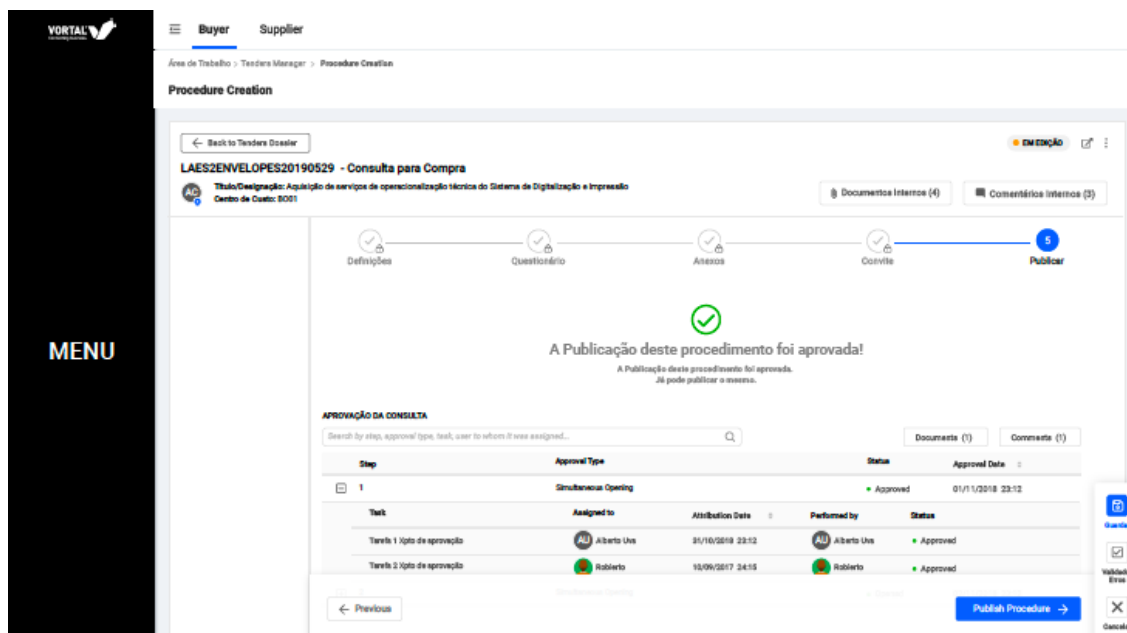 VORTAL
Buyer Supplier
Área de Trabalho > Tenders Manager > Procedure Creation
Procedure Creation
← Back to Tenders Dossier
EM EDIÇÃO
LAES2ENVELOPES20190529 - Consulta para Compra
AC
Título/Designação: Aquisição de serviços de operacionalização técnica do Sistema de Digitalização e Impressão
Centro de Custo: BO01
Documentos Internos (4)
Comentários Internos (3)
5
Definições Questionário Anexos Convite Publicar
MENU
A Publicação deste procedimento foi aprovada!
A Publicação deste procedimento foi aprovada.
Já pode publicar o mesmo.
APROVAÇÃO DA CONSULTA
Search by step, approval type, task, user to whom it was assigned...
Documents (1) Comments (1)
Step Approval Type Status Approval Date
1 Simultaneous Opening Approved 01/11/2018 23:12
Task Assigned to Attribution Date Performed by Status
Tarefa 1 Xpto de aprovação AU Alberto Uva 31/10/2018 23:12 AU Alberto Uva Approved
Tarefa 2 Xpto de aprovação Robierto 10/09/2017 24:15 Robierto Approved
← Previous
Publish Procedure →
Guardar
Erros
Cancelar